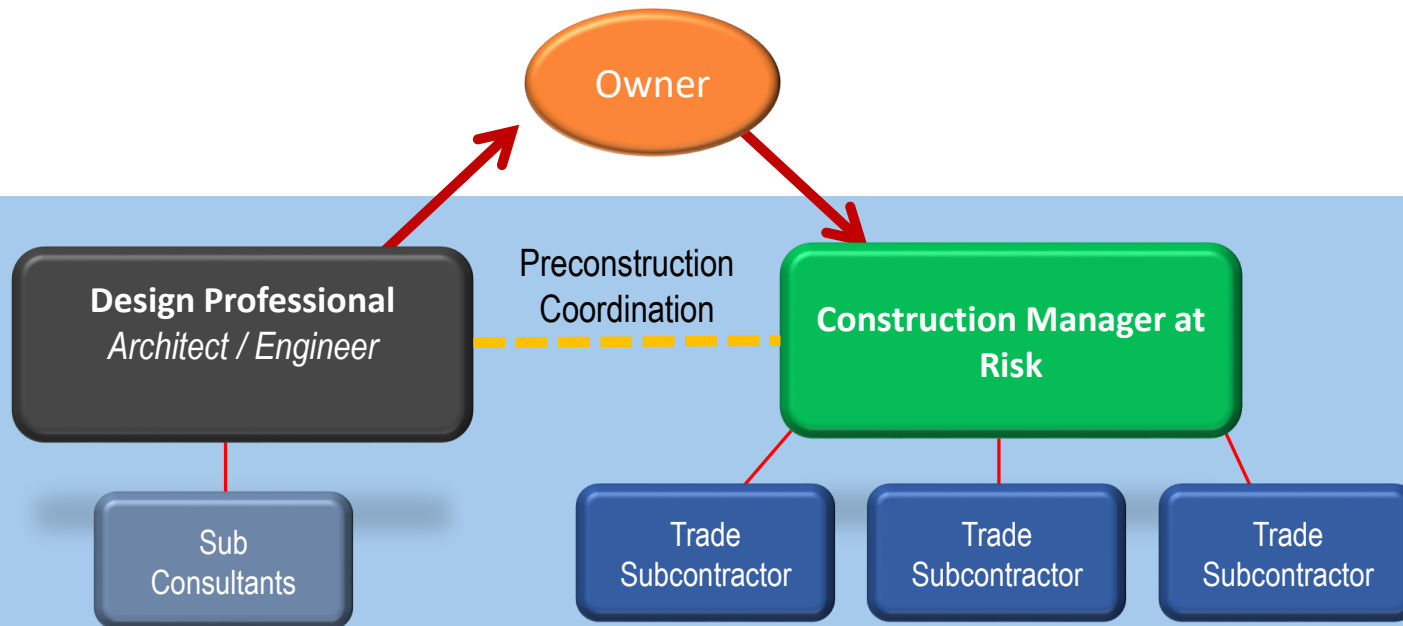 Owner
Preconstruction
Coordination
Design Professional
Architect / Engineer
Construction Manager at
Risk
Sub
Consultants
Trade
Subcontractor
Trade
Subcontractor
Trade
Subcontractor